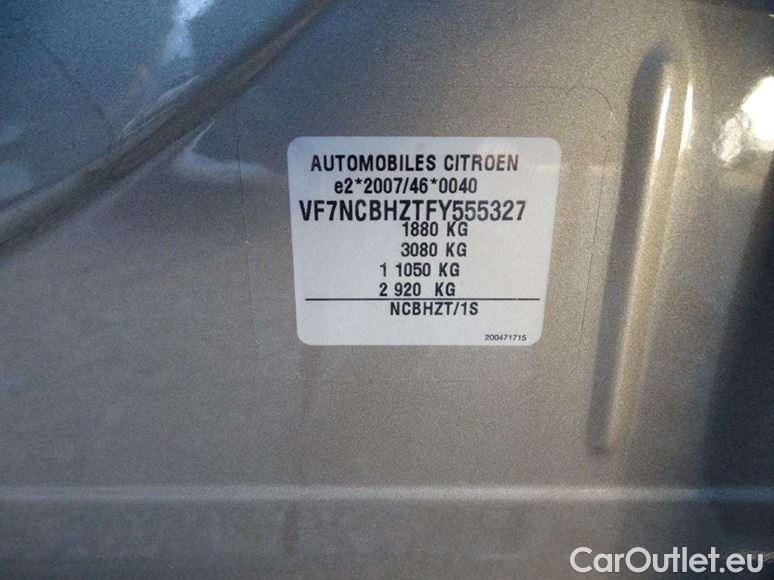 AUTOMOBILES CITROEN
e2*2007/46*0040
VF7NCBHZTFY555327
1880 KG
3080 KG
1 1050 KG
2 920 KG
NCBHZT/1S
200471715
CarOutlet.eu